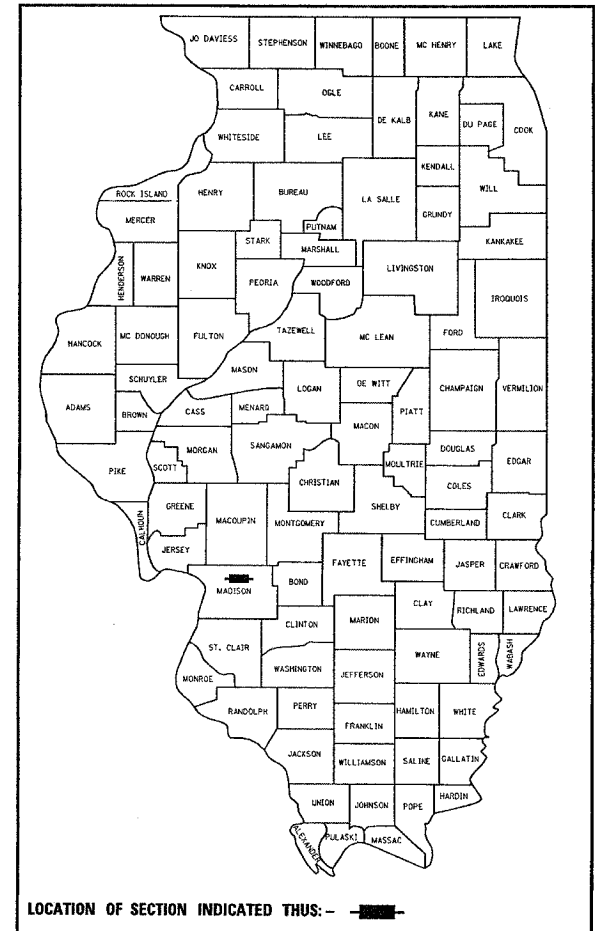 JO DAVIESS STEPHENSON WINNEBAGO BOONE MC HENRY LAKE
CARROLL OGLE DE KALB KANE DU PAGE COOK
WHITESIDE LEE KENDALL WILL
ROCK ISLAND HENRY BUREAU LA SALLE GRUNDY
MERCER PUTNAM KANKAKEE
HENDERSON WARREN KNOX STARK MARSHALL LIVINGSTON
PEORIA WOODFORD IROQUOIS
HANCOCK MC DONOUGH FULTON TAZEWELL MC LEAN FORD
SCHUYLER MASON LOGAN DE WITT CHAMPAIGN VERMILION
ADAMS BROWN CASS MENARD MACON PIATT
PIKE SCOTT MORGAN SANGAMON MOULTRIE DOUGLAS EDGAR
CHRISTIAN COLES
CALHOUN GREENE MACOUPIN MONTGOMERY SHELBY CUMBERLAND CLARK
JERSEY FAYETTE EFFINGHAM JASPER CRAWFORD
MADISON BOND
CLINTON MARION CLAY RICHLAND LAWRENCE
ST. CLAIR WAYNE EDWARDS WABASH
MONROE WASHINGTON JEFFERSON
RANDOLPH PERRY HAMILTON WHITE
FRANKLIN
JACKSON WILLIAMSON SALINE GALLATIN
UNION JOHNSON POPE HARDIN
ALEXANDER PULASKI MASSAC
LOCATION OF SECTION INDICATED THUS: -